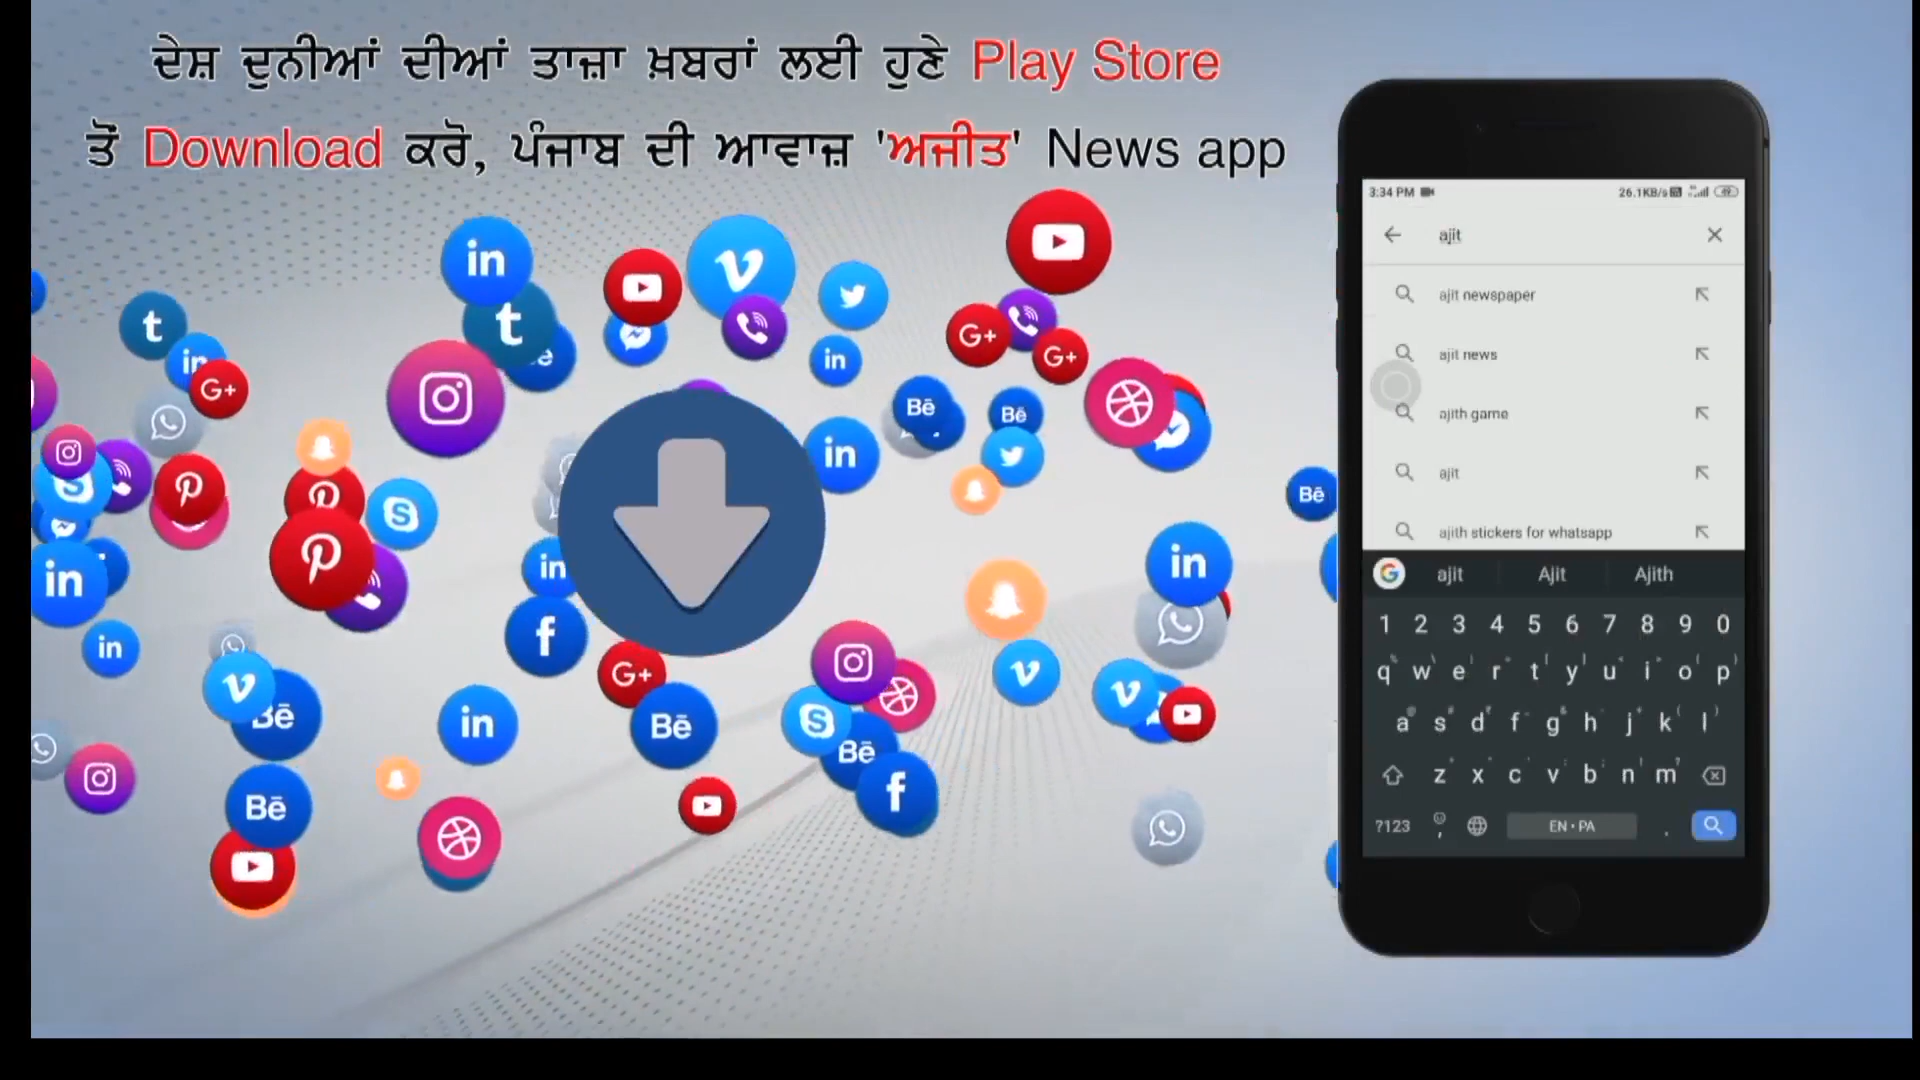 ਦੇਸ਼ ਦੁਨੀਆਂ ਦੀਆਂ ਤਾਜ਼ਾ ਖ਼ਬਰਾਂ ਲਈ ਹੁਣੇ Play Store
ਤੋਂ Download ਕਰੋ, ਪੰਜਾਬ ਦੀ ਆਵਾਜ਼ 'ਅਜੀਤ' News app
3:34 PM 26.1KB/s 49
ajit
ajit newspaper
ajit news
ajith game
ajit
ajith stickers for whatsapp
ajit Ajit Ajith
1 2 3 4 5 6 7 8 9 0
q w e r t y u i o p
a s d f g h j k l
z x c v b n m
?123 , EN • PA .